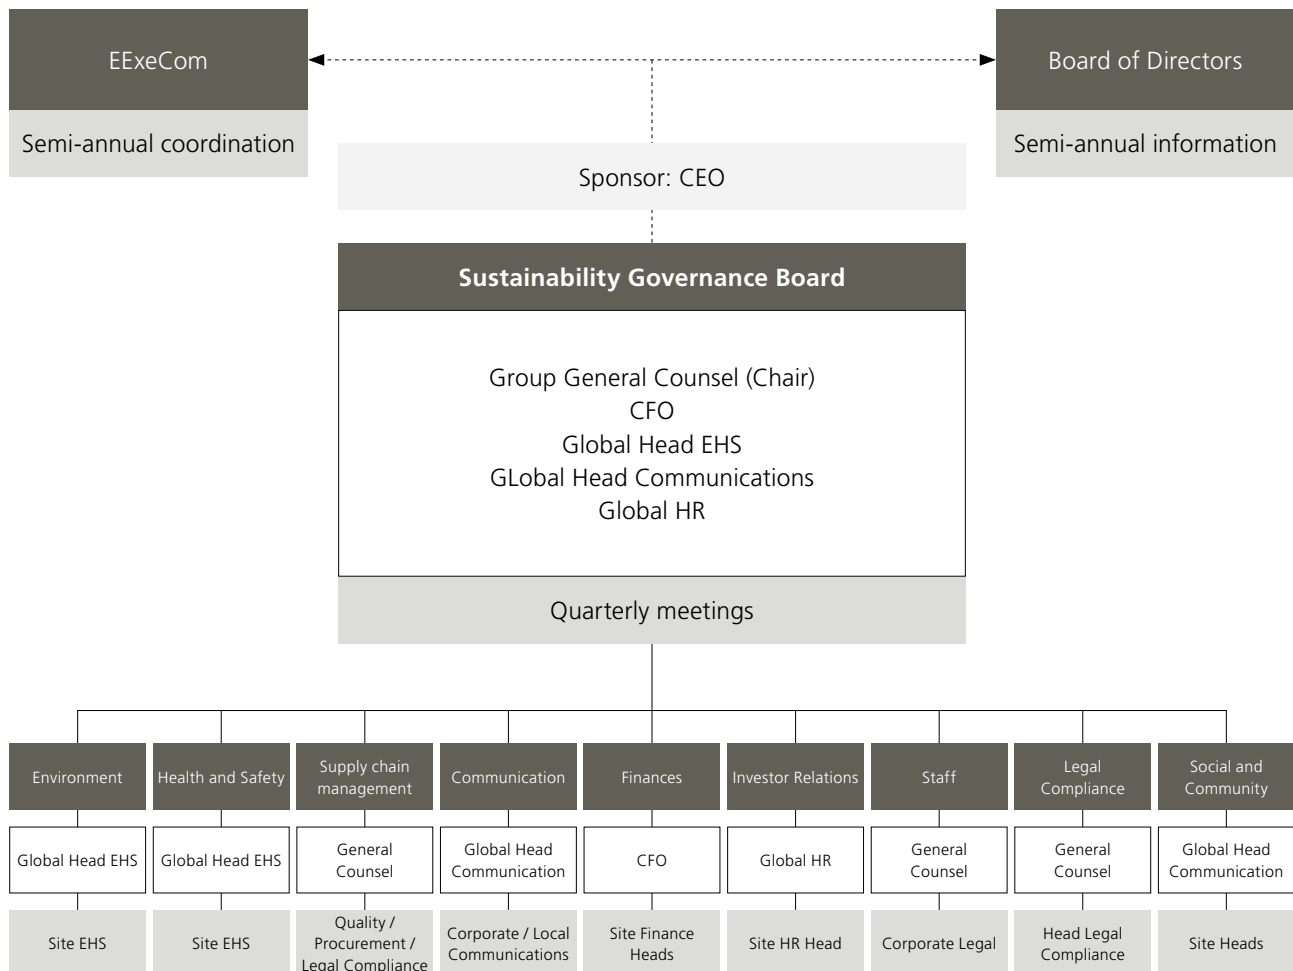 EExeCom
Board of Directors
Semi-annual coordination
Semi-annual information
Sponsor: CEO
Sustainability Governance Board
Group General Counsel (Chair)
CFO
Global Head EHS
GLobal Head Communications
Global HR
Quarterly meetings
Environment
Health and Safety
Supply chain
management
Communication
Finances
Investor Relations
Staff
Legal
Compliance
Social and
Community
Global Head EHS
Global Head EHS
General
Counsel
Global Head
Communication
CFO
Global HR
General
Counsel
General
Counsel
Global Head
Communication
Site EHS
Site EHS
Quality /
Procurement /
Legal Compliance
Corporate / Local
Communications
Site Finance
Heads
Site HR Head
Corporate Legal
Head Legal
Compliance
Site Heads